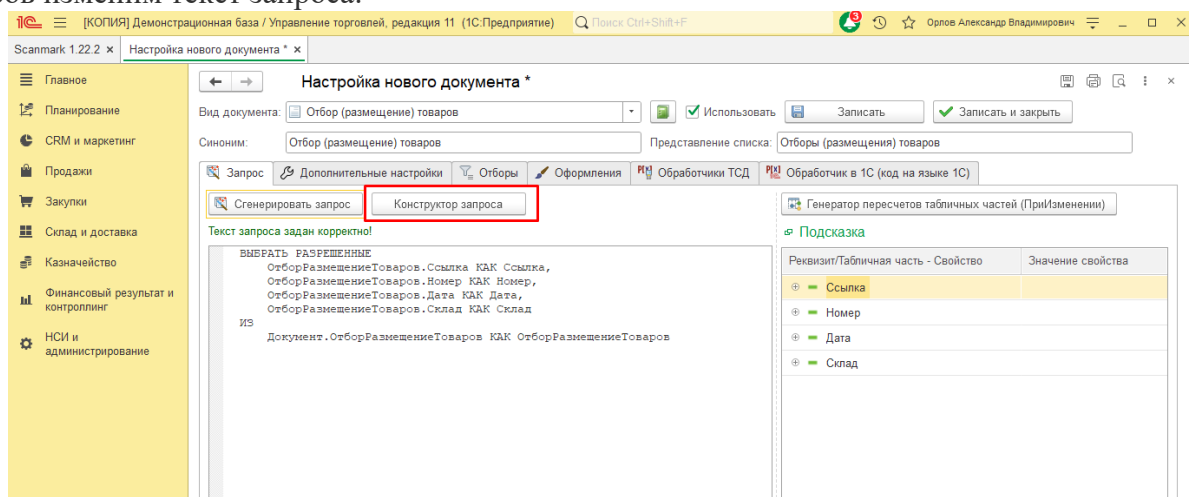 ов изменим текст запроса.
1С [КОПИЯ] Демонстрационная база / Управление торговлей, редакция 11 (1С:Предприятие) Поиск Ctrl+Shift+F 3 Орлов Александр Владимирович
Scanmark 1.22.2 × Настройка нового документа * ×
Главное
Планирование
CRM и маркетинг
Продажи
Закупки
Склад и доставка
Казначейство
Финансовый результат и
контроллинг
НСИ и
администрирование
Настройка нового документа *
Вид документа: Отбор (размещение) товаров Использовать Записать Записать и закрыть
Синоним: Отбор (размещение) товаров Представление списка: Отборы (размещения) товаров
Запрос Дополнительные настройки Отборы Оформления Обработчики ТСД Обработчик в 1С (код на языке 1С)
Сгенерировать запрос Конструктор запроса Генератор пересчетов табличных частей (ПриИзменении)
Текст запроса задан корректно!
ВЫБРАТЬ РАЗРЕШЕННЫЕ
ОтборРазмещениеТоваров.Ссылка КАК Ссылка,
ОтборРазмещениеТоваров.Номер КАК Номер,
ОтборРазмещениеТоваров.Дата КАК Дата,
ОтборРазмещениеТоваров.Склад КАК Склад
ИЗ
Документ.ОтборРазмещениеТоваров КАК ОтборРазмещениеТоваров
Подсказка
Реквизит/Табличная часть - Свойство Значение свойства
Ссылка
Номер
Дата
Склад